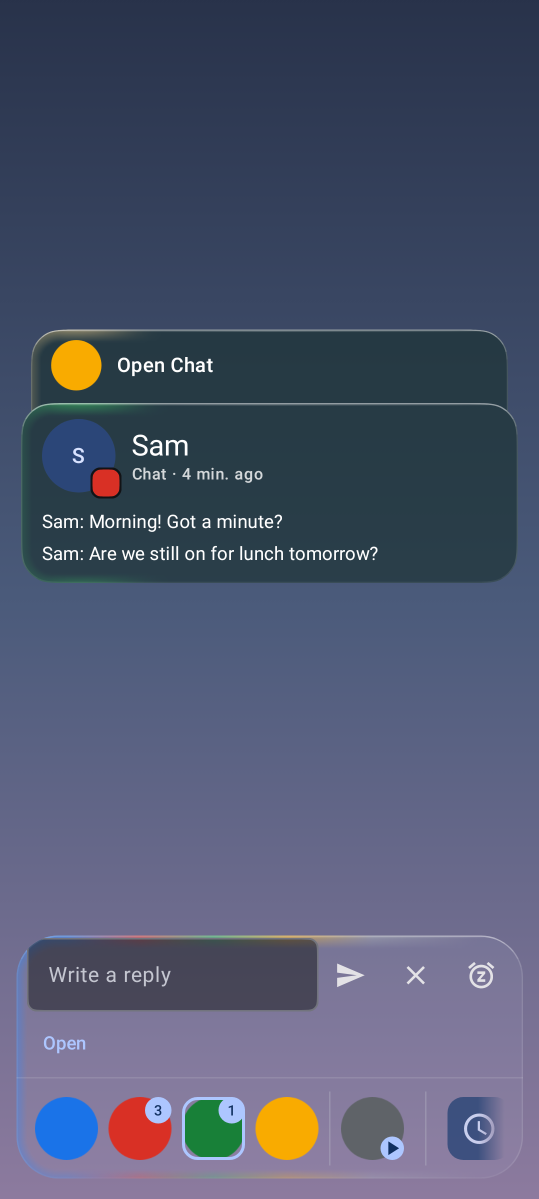 Open Chat
S
Sam
Chat · 4 min. ago
Sam: Morning! Got a minute?
Sam: Are we still on for lunch tomorrow?
Write a reply
Open
3
1